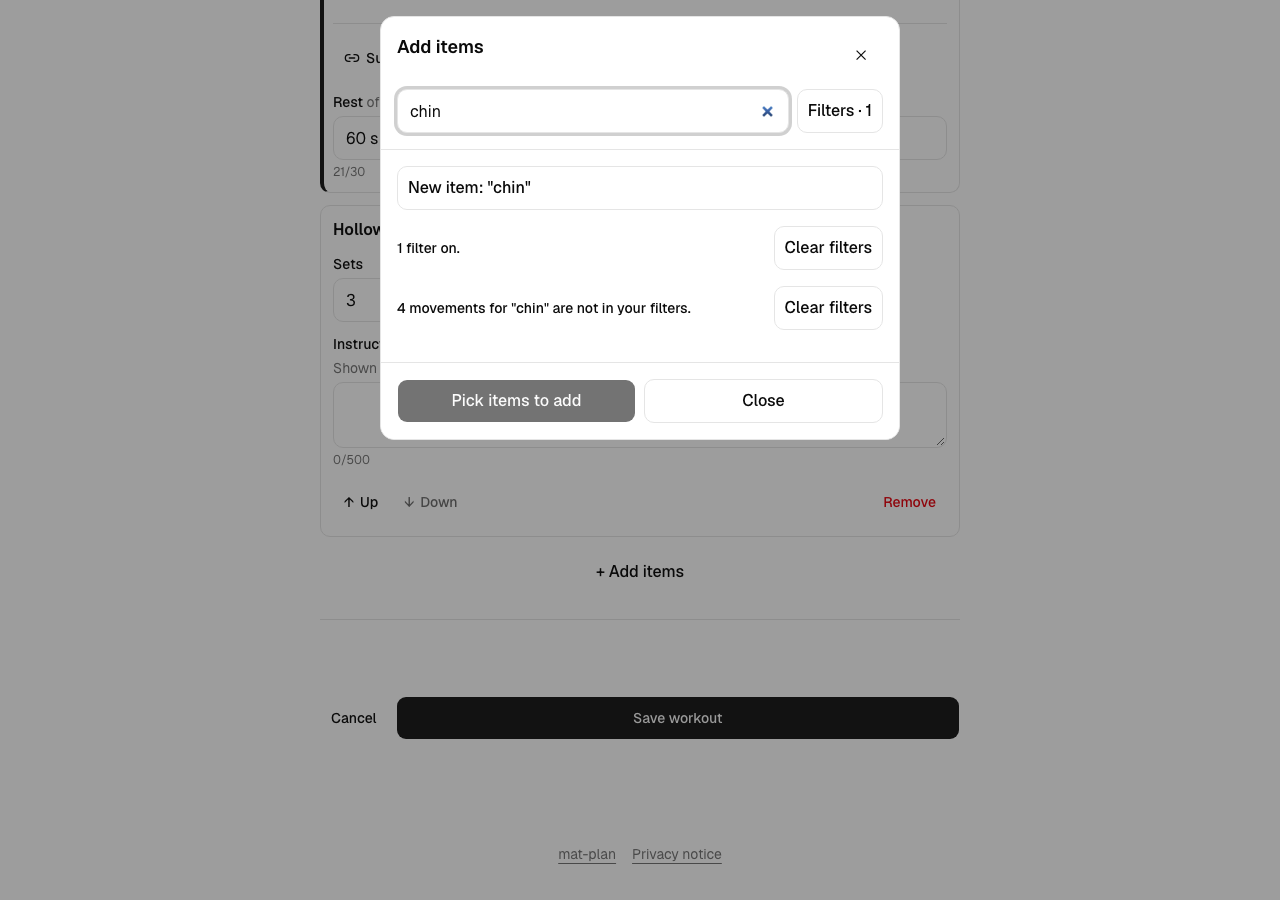 Add items
chin
Filters · 1
New item: "chin"
1 filter on.
Clear filters
4 movements for "chin" are not in your filters.
Clear filters
Pick items to add
Close
Rest of
60 s
21/30
Sets
3
Shown
0/500
Up
Down
Remove
+ Add items
Cancel
Save workout
mat-plan
Privacy notice